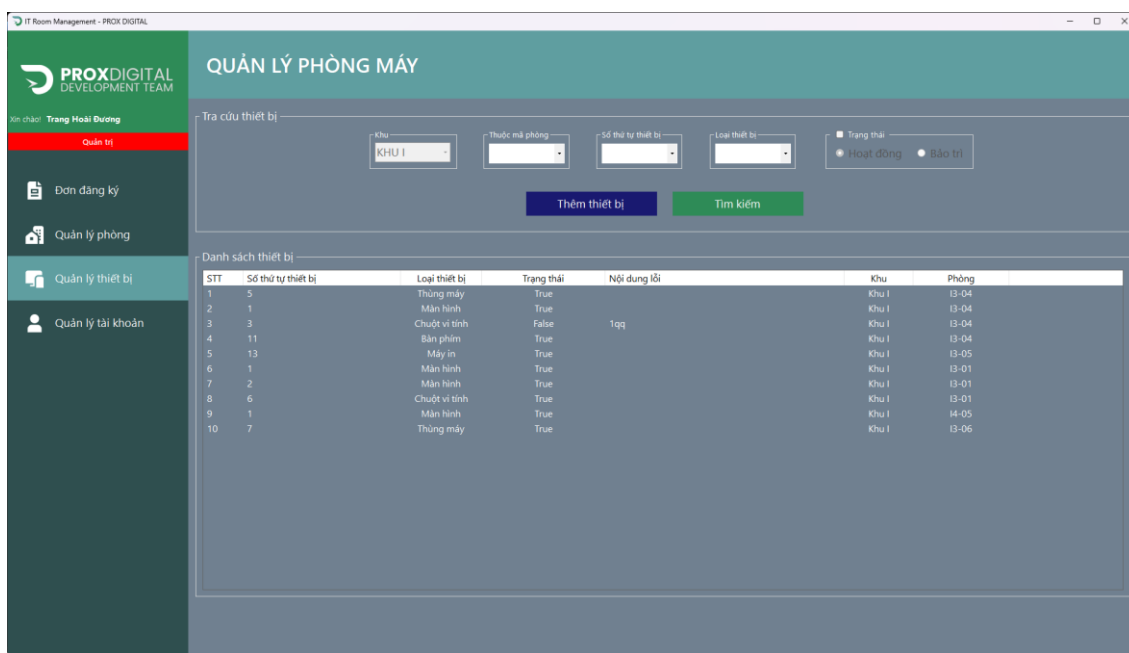 IT Room Management - PROX DIGITAL
PROXDIGITAL
DEVELOPMENT TEAM
Xin chào! Trang Hoài Đương
Quản trị
Đơn đăng ký
Quản lý phòng
Quản lý thiết bị
Quản lý tài khoản
QUẢN LÝ PHÒNG MÁY
Tra cứu thiết bị
Khu Thuộc mã phòng Số thứ tự thiết bị Loại thiết bị Trạng thái
KHU I Hoạt động Bảo trì
Thêm thiết bị Tìm kiếm
Danh sách thiết bị
STT Số thứ tự thiết bị Loại thiết bị Trạng thái Nội dung lỗi Khu Phòng
1 5 Thùng máy True Khu I I3-04
2 1 Màn hình True Khu I I3-04
3 3 Chuột vi tính False 1qq Khu I I3-04
4 11 Bàn phím True Khu I I3-04
5 13 Máy in True Khu I I3-05
6 1 Màn hình True Khu I I3-01
7 2 Màn hình True Khu I I3-01
8 6 Chuột vi tính True Khu I I3-01
9 1 Màn hình True Khu I I4-05
10 7 Thùng máy True Khu I I3-06